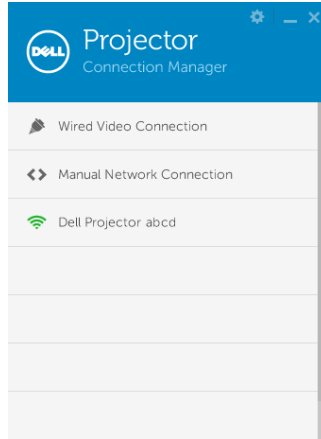 DELL
Projector
Connection Manager
Wired Video Connection
Manual Network Connection
Dell Projector abcd